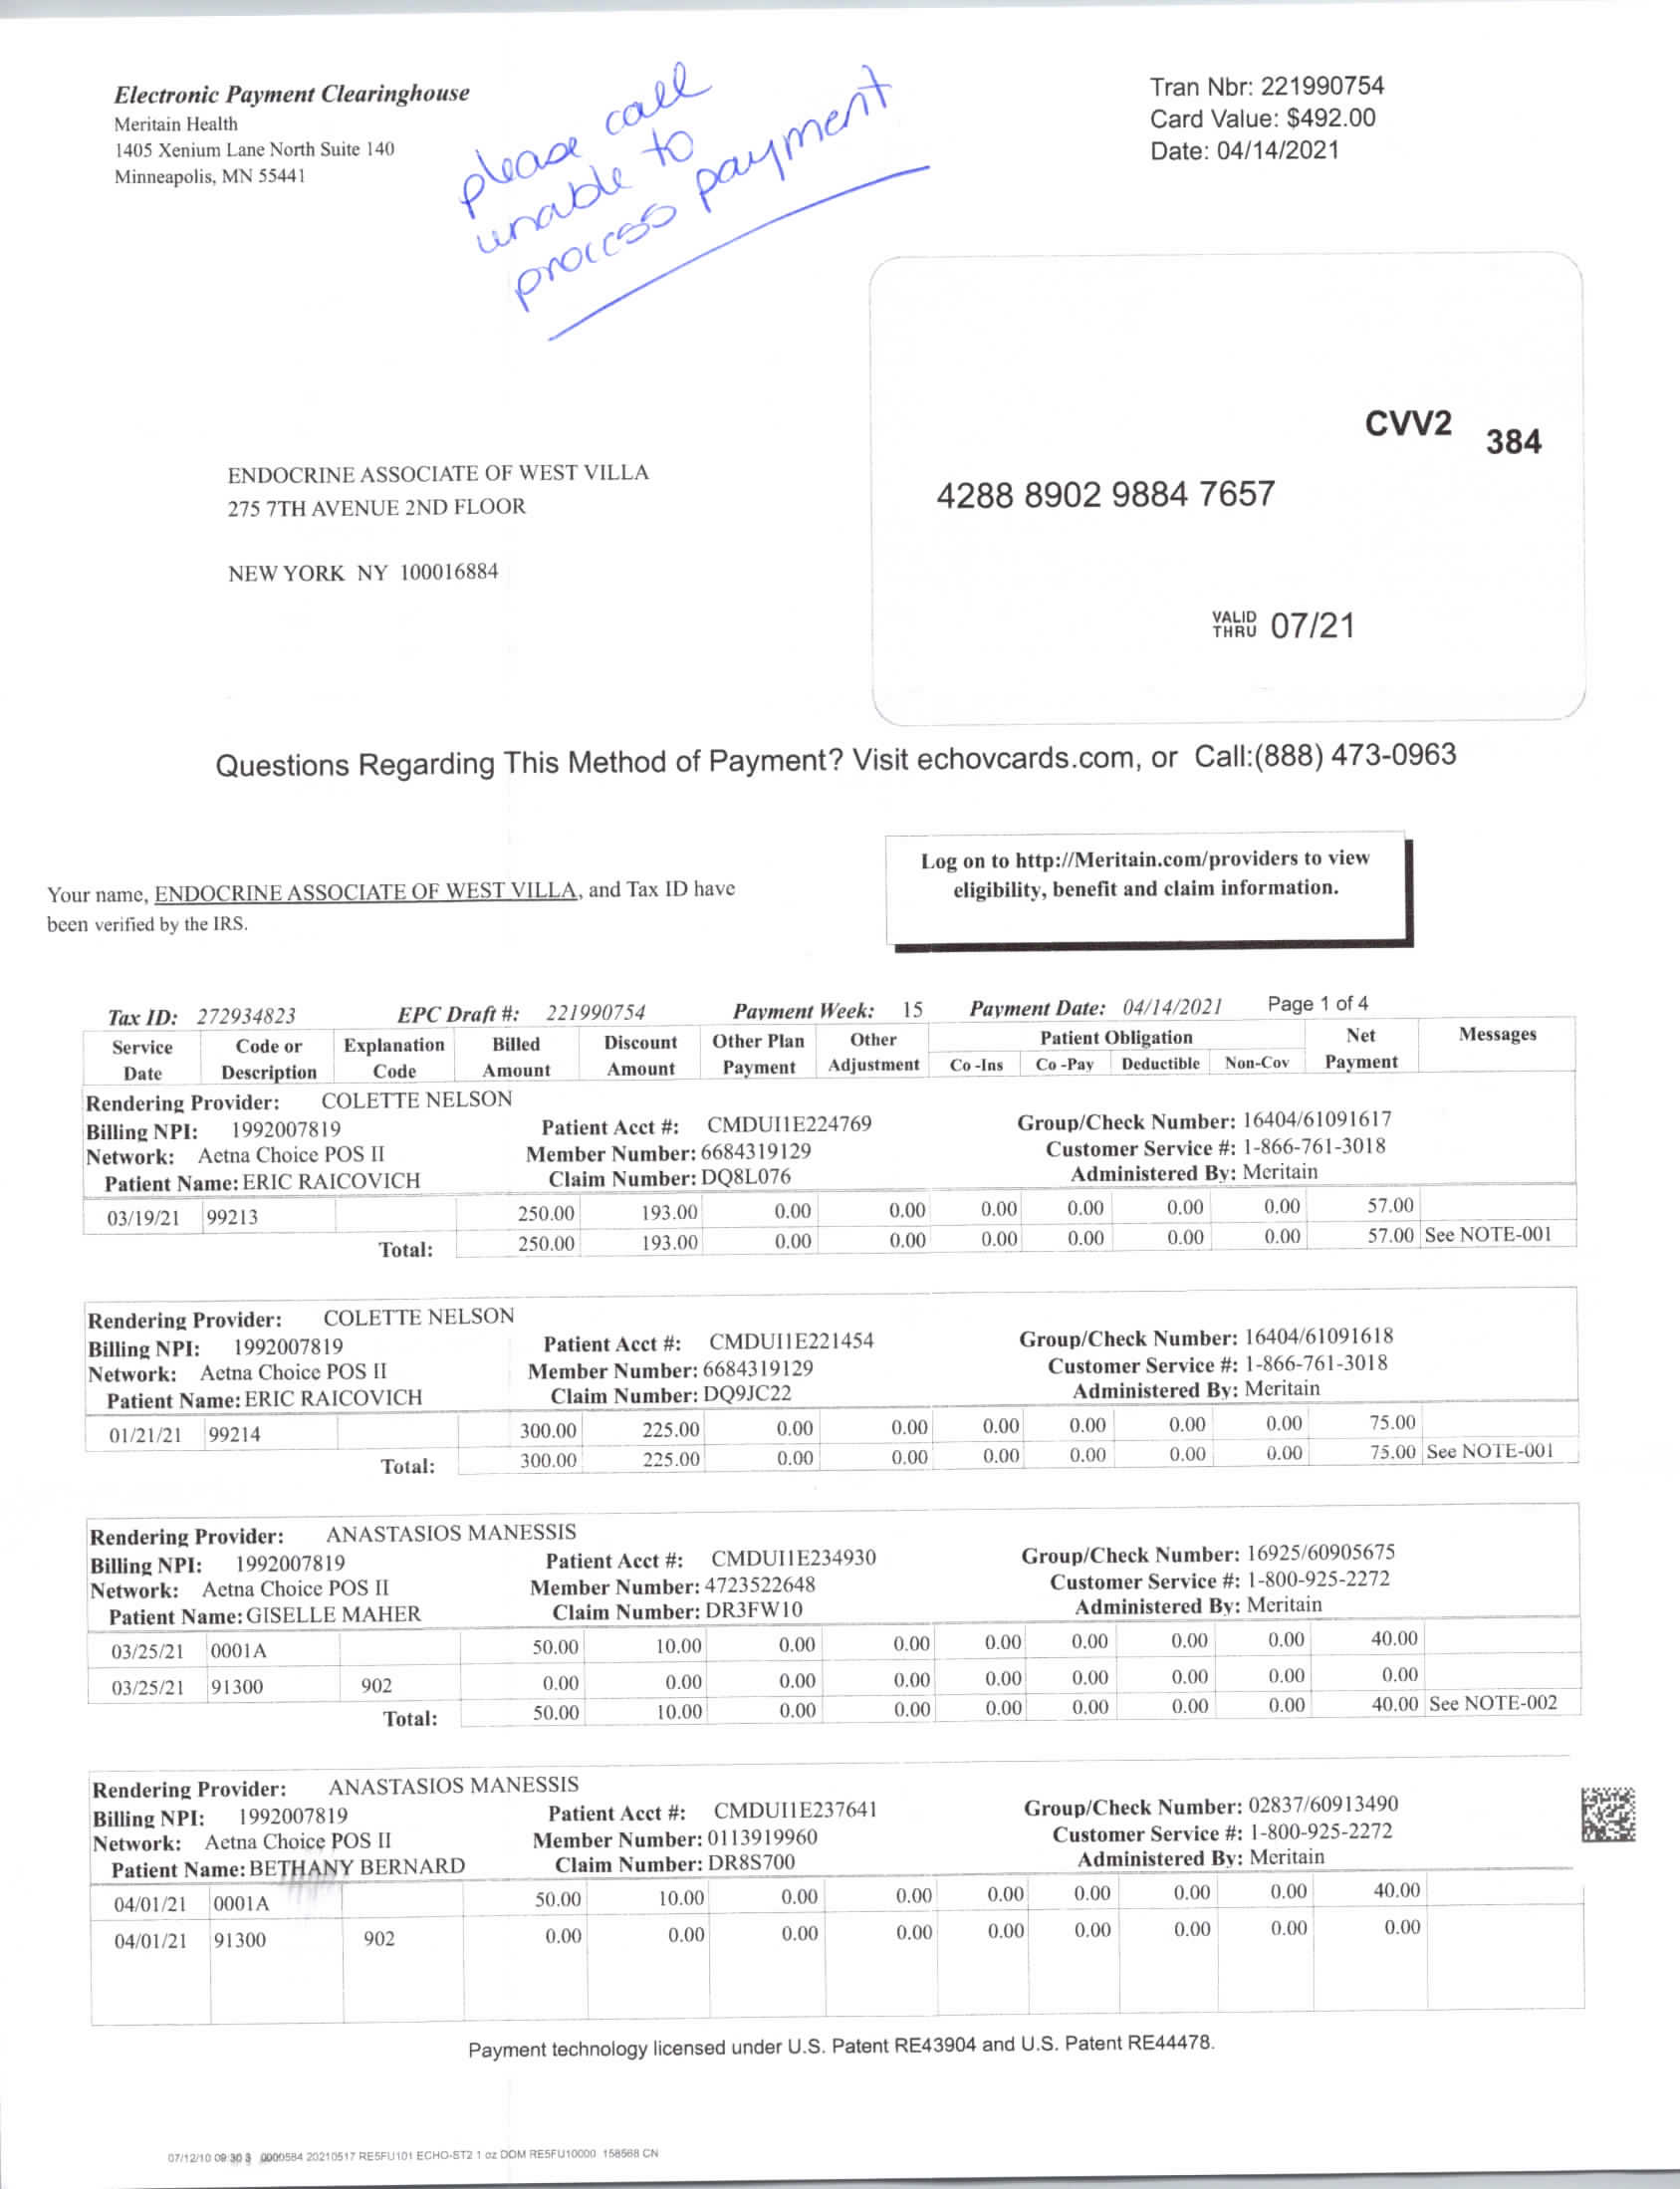 Electronic Payment Clearinghouse
Meritain Health
1405 Xenium Lane North Suite 140
Minneapolis, MN 55441
please call
unable to
process payment
Tran Nbr: 221990754
Card Value: $492.00
Date: 04/14/2021
CVV2 384
4288 8902 9884 7657
VALID THRU 07/21
ENDOCRINE ASSOCIATE OF WEST VILLA
275 7TH AVENUE 2ND FLOOR
NEW YORK NY 100016884
Questions Regarding This Method of Payment? Visit echovcards.com, or Call:(888) 473-0963
Your name, ENDOCRINE ASSOCIATE OF WEST VILLA, and Tax ID have
been verified by the IRS.
Log on to http://Meritain.com/providers to view
eligibility, benefit and claim information.
Tax ID: 272934823 EPC Draft #: 221990754 Payment Week: 15 Payment Date: 04/14/2021 Page 1 of 4
Service Date Code or Description Explanation Code Billed Amount Discount Amount Other Plan Payment Other Adjustment Patient Obligation Co-Ins Co-Pay Deductible Non-Cov Net Payment Messages
Rendering Provider: COLETTE NELSON
Billing NPI: 1992007819 Patient Acct #: CMDUI1E224769 Group/Check Number: 16404/61091617
Network: Aetna Choice POS II Member Number: 6684319129 Customer Service #: 1-866-761-3018
Patient Name: ERIC RAICOVICH Claim Number: DQ8L076 Administered By: Meritain
03/19/21 99213 250.00 193.00 0.00 0.00 0.00 0.00 0.00 0.00 57.00
Total: 250.00 193.00 0.00 0.00 0.00 0.00 0.00 0.00 57.00 See NOTE-001
Rendering Provider: COLETTE NELSON
Billing NPI: 1992007819 Patient Acct #: CMDUI1E221454 Group/Check Number: 16404/61091618
Network: Aetna Choice POS II Member Number: 6684319129 Customer Service #: 1-866-761-3018
Patient Name: ERIC RAICOVICH Claim Number: DQ9JC22 Administered By: Meritain
01/21/21 99214 300.00 225.00 0.00 0.00 0.00 0.00 0.00 0.00 75.00
Total: 300.00 225.00 0.00 0.00 0.00 0.00 0.00 0.00 75.00 See NOTE-001
Rendering Provider: ANASTASIOS MANESSIS
Billing NPI: 1992007819 Patient Acct #: CMDUI1E234930 Group/Check Number: 16925/60905675
Network: Aetna Choice POS II Member Number: 4723522648 Customer Service #: 1-800-925-2272
Patient Name: GISELLE MAHER Claim Number: DR3FW10 Administered By: Meritain
03/25/21 0001A 50.00 10.00 0.00 0.00 0.00 0.00 0.00 0.00 40.00
03/25/21 91300 902 0.00 0.00 0.00 0.00 0.00 0.00 0.00 0.00 0.00
Total: 50.00 10.00 0.00 0.00 0.00 0.00 0.00 0.00 40.00 See NOTE-002
Rendering Provider: ANASTASIOS MANESSIS
Billing NPI: 1992007819 Patient Acct #: CMDUI1E237641 Group/Check Number: 02837/60913490
Network: Aetna Choice POS II Member Number: 0113919960 Customer Service #: 1-800-925-2272
Patient Name: BETHANY BERNARD Claim Number: DR8S700 Administered By: Meritain
04/01/21 0001A 50.00 10.00 0.00 0.00 0.00 0.00 0.00 0.00 40.00
04/01/21 91300 902 0.00 0.00 0.00 0.00 0.00 0.00 0.00 0.00 0.00
Payment technology licensed under U.S. Patent RE43904 and U.S. Patent RE44478.
07/12/10 09:30 3 0000584 20210517 RE5FU101 ECHO-ST2 1 oz DOM RE5FU10000 158568 CN